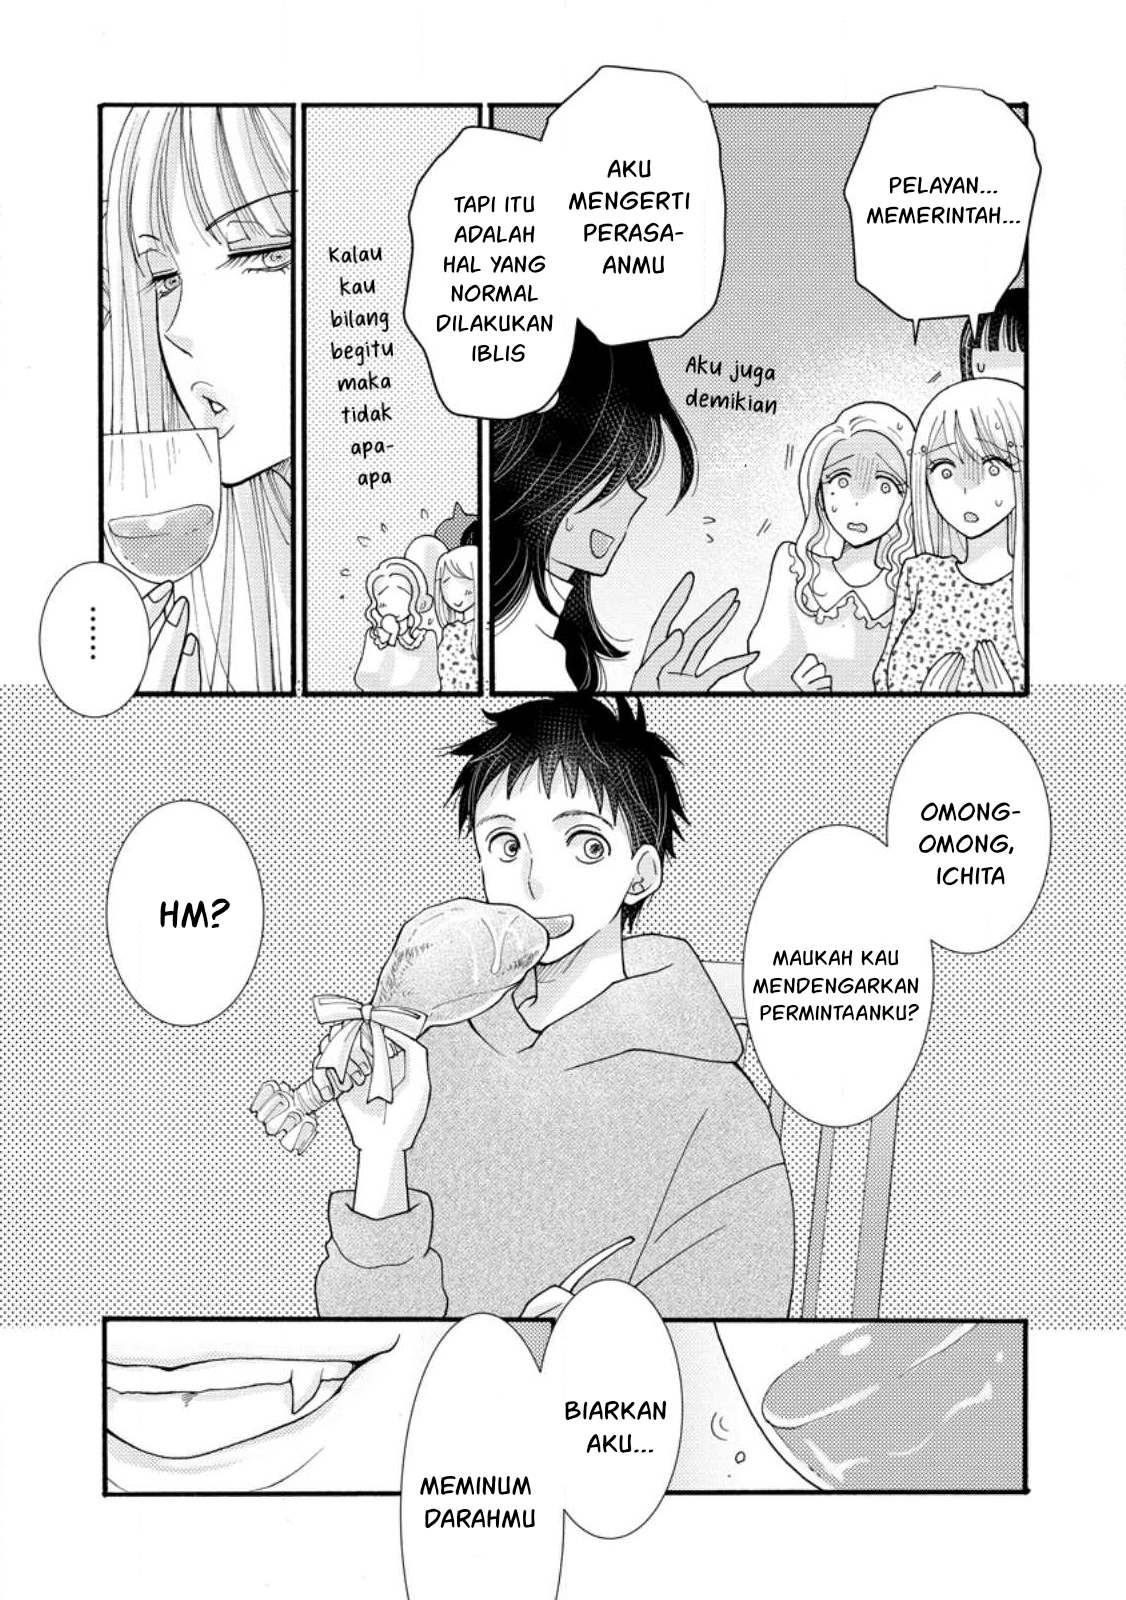 PELAYAN...
MEMERINTAH...
Aku juga
demikian
AKU
MENGERTI
PERASA-
ANMU
TAPI ITU
ADALAH
HAL YANG
NORMAL
DILAKUKAN
IBLIS
Kalau
kau
bilang
begitu
maka
tidak
apa-
apa
......
OMONG-
OMONG,
ICHITA
MAUKAH KAU
MENDENGARKAN
PERMINTAANKU?
HM?
BIARKAN
AKU...
MEMINUM
DARAHMU